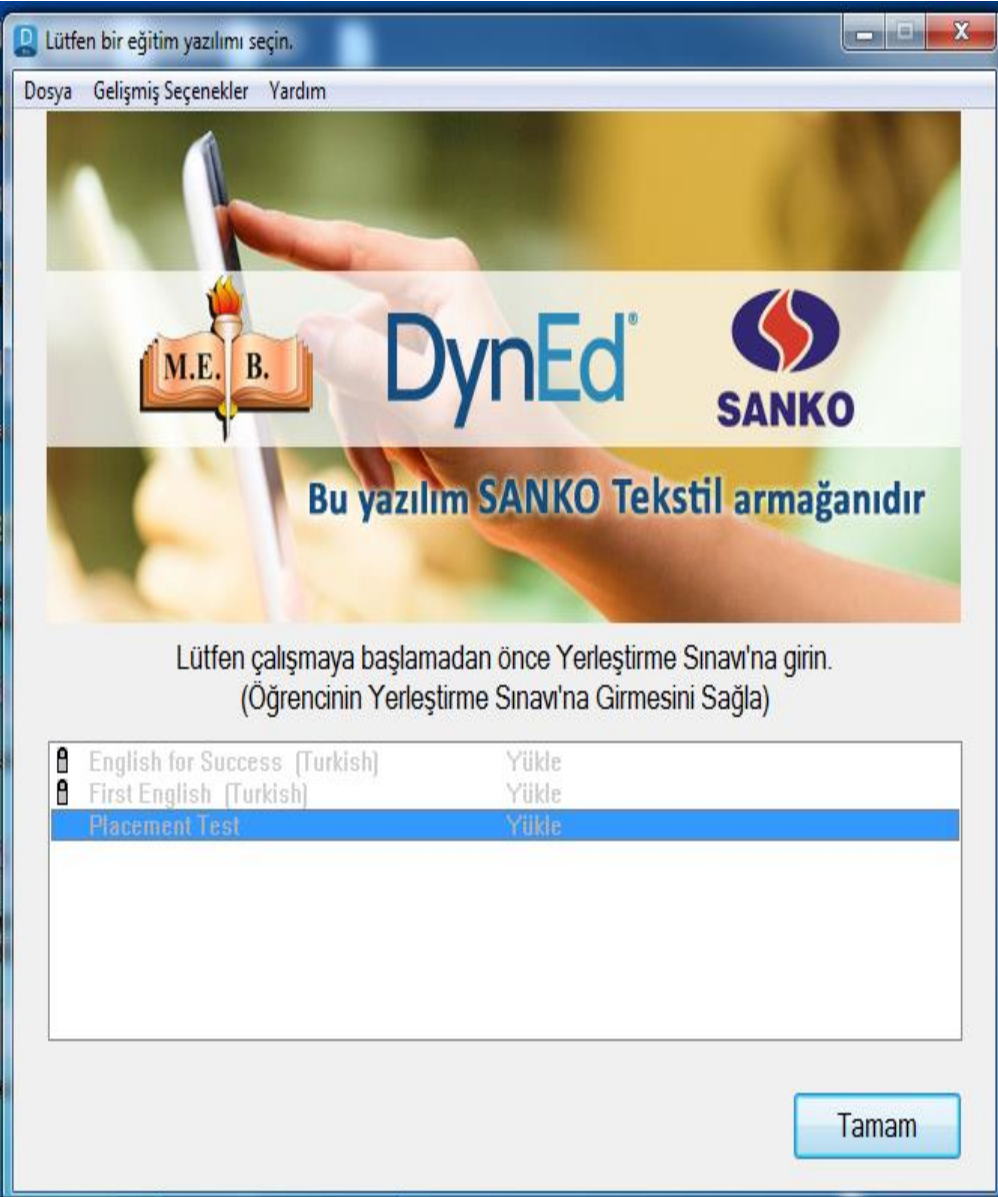 Lütfen bir eğitim yazılımı seçin.
Dosya Gelişmiş Seçenekler Yardım
M.E. B. DynEd® SANKO
Bu yazılım SANKO Tekstil armağanıdır
Lütfen çalışmaya başlamadan önce Yerleştirme Sınavı'na girin.
(Öğrencinin Yerleştirme Sınavı'na Girmesini Sağla)
English for Success (Turkish) Yükle
First English (Turkish) Yükle
Placement Test Yükle
Tamam